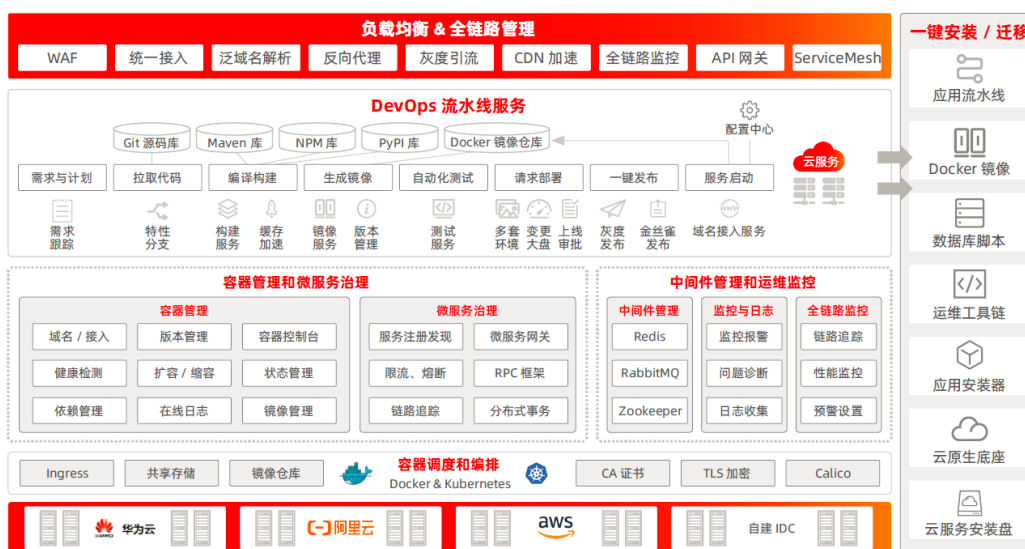 负载均衡 & 全链路管理
WAF
统一接入
泛域名解析
反向代理
灰度引流
CDN 加速
全链路监控
API 网关
ServiceMesh
DevOps 流水线服务
配置中心
Git 源码库
Maven 库
NPM 库
PyPI 库
Docker 镜像仓库
云服务
需求与计划
拉取代码
编译构建
生成镜像
自动化测试
请求部署
一键发布
服务启动
需求
跟踪
特性
分支
构建
服务
缓存
加速
镜像
服务
版本
管理
测试
服务
多套
环境
变更
大盘
上线
审批
灰度
发布
金丝雀
发布
www
域名接入服务
容器管理和微服务治理
容器管理
域名 / 接入
版本管理
容器控制台
健康检测
扩容 / 缩容
状态管理
依赖管理
在线日志
镜像管理
微服务治理
服务注册发现
微服务网关
限流、熔断
RPC 框架
链路追踪
分布式事务
中间件管理和运维监控
中间件管理
Redis
RabbitMQ
Zookeeper
监控与日志
监控报警
问题诊断
日志收集
全链路监控
链路追踪
性能监控
预警设置
Ingress
共享存储
镜像仓库
容器调度和编排
Docker & Kubernetes
CA 证书
TLS 加密
Calico
HUAWEI
华为云
阿里云
aws
自建 IDC
一键安装 / 迁移
应用流水线
Docker 镜像
数据库脚本
运维工具链
应用安装器
云原生底座
云服务安装盘